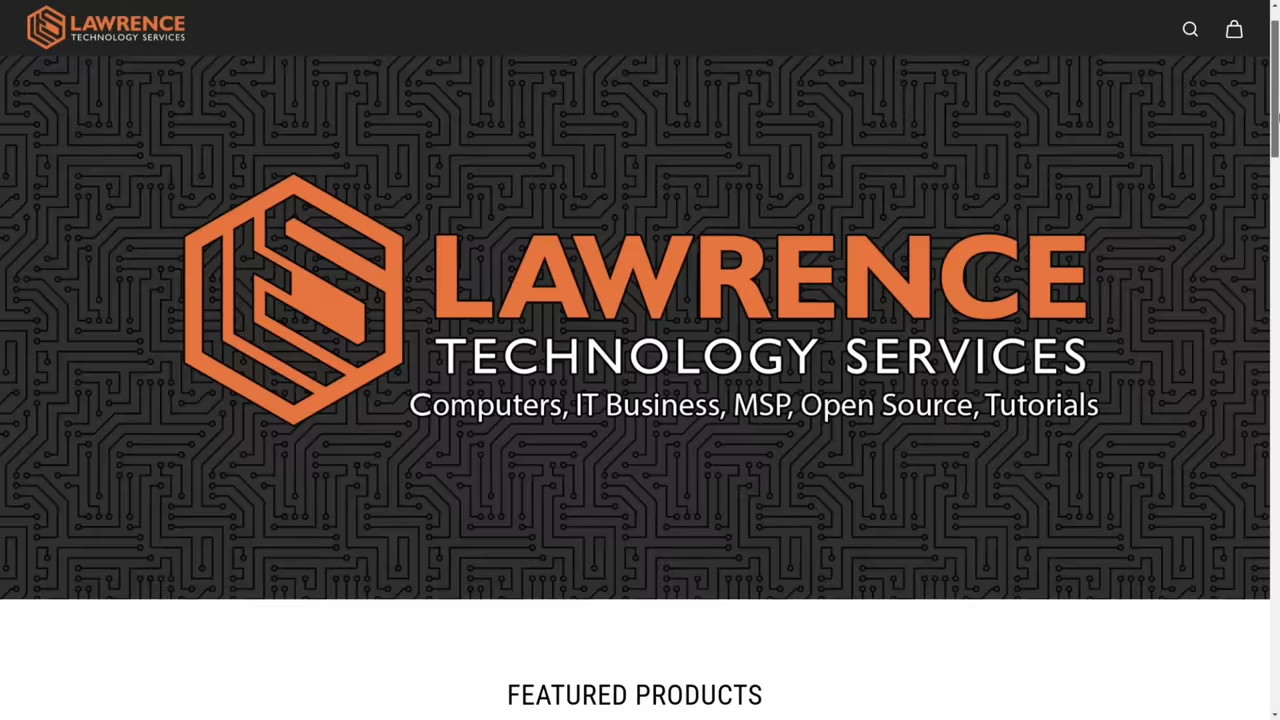 LAWRENCE
TECHNOLOGY SERVICES
LAWRENCE
TECHNOLOGY SERVICES
Computers, IT Business, MSP, Open Source, Tutorials
FEATURED PRODUCTS